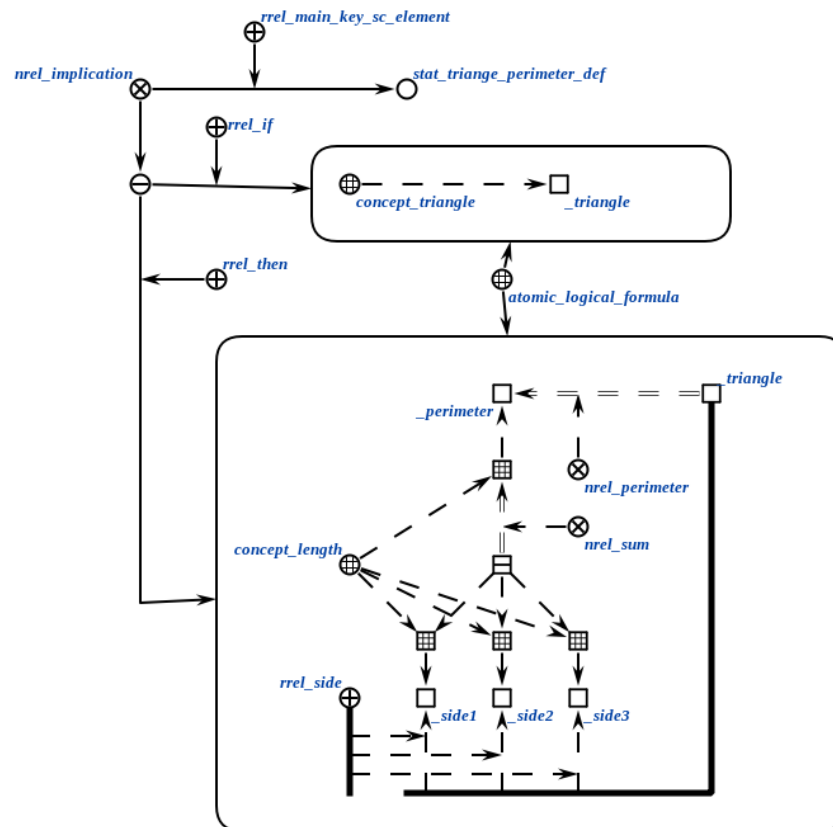 rrel_main_key_sc_element
nrel_implication
stat_triange_perimeter_def
rrel_if
concept_triangle
_triangle
rrel_then
atomic_logical_formula
_triangle
_perimeter
nrel_perimeter
nrel_sum
concept_length
rrel_side
_side1
_side2
_side3